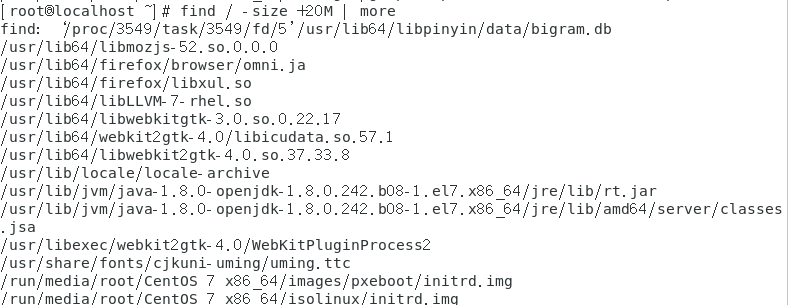 [root@localhost ~]# find / -size +20M | more
find: ‘/proc/3549/task/3549/fd/5’/usr/lib64/libpinyin/data/bigram.db
/usr/lib64/libmozjs-52.so.0.0.0
/usr/lib64/firefox/browser/omni.ja
/usr/lib64/firefox/libxul.so
/usr/lib64/libLLVM-7-rhel.so
/usr/lib64/libwebkitgtk-3.0.so.0.22.17
/usr/lib64/webkit2gtk-4.0/libicudata.so.57.1
/usr/lib64/libwebkit2gtk-4.0.so.37.33.8
/usr/lib/locale/locale-archive
/usr/lib/jvm/java-1.8.0-openjdk-1.8.0.242.b08-1.el7.x86_64/jre/lib/rt.jar
/usr/lib/jvm/java-1.8.0-openjdk-1.8.0.242.b08-1.el7.x86_64/jre/lib/amd64/server/classes
.jsa
/usr/libexec/webkit2gtk-4.0/WebKitPluginProcess2
/usr/share/fonts/cjkuni-uming/uming.ttc
/run/media/root/CentOS 7 x86_64/images/pxeboot/initrd.img
/run/media/root/CentOS 7 x86_64/isolinux/initrd.img